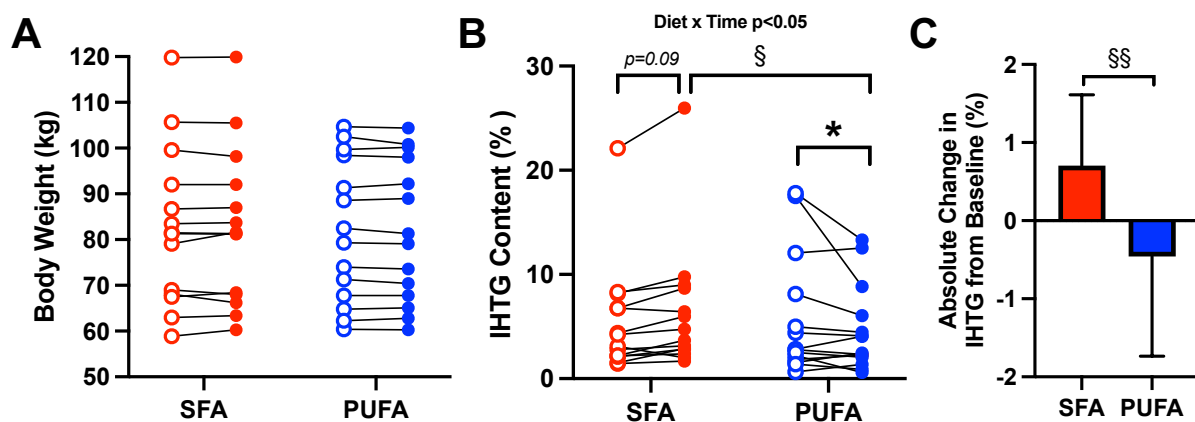 A
Body Weight (kg)
120
110
100
90
80
70
60
50
SFA
PUFA
B
Diet x Time p<0.05
p=0.09
§
*
IHTG Content (% )
30
20
10
0
SFA
PUFA
C
§§
Absolute Change in
IHTG from Baseline (%)
2
1
0
-1
-2
SFA
PUFA